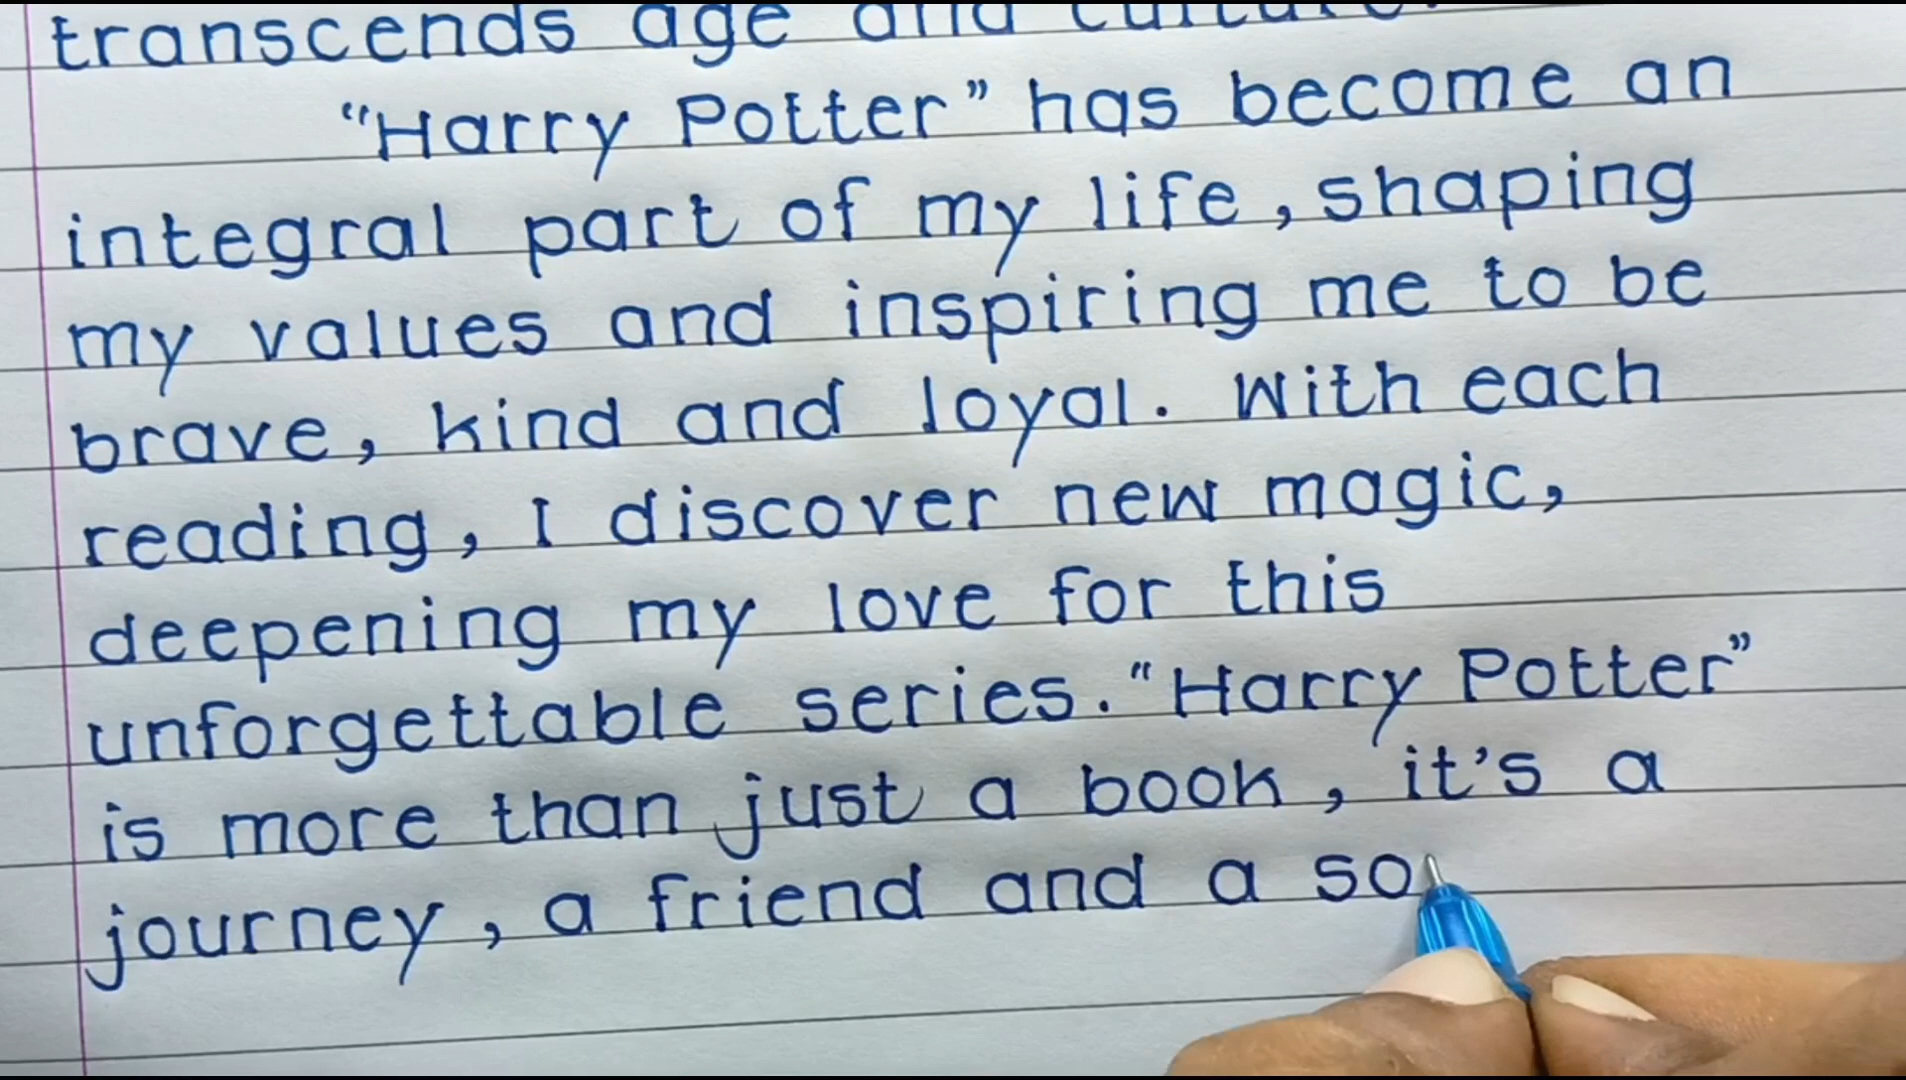 transcends age and culture.
"Harry Potter" has become an
integral part of my life, shaping
my values and inspiring me to be
brave, kind and loyal. With each
reading, I discover new magic,
deepening my love for this
unforgettable series. "Harry Potter"
is more than just a book, it's a
journey, a friend and a so